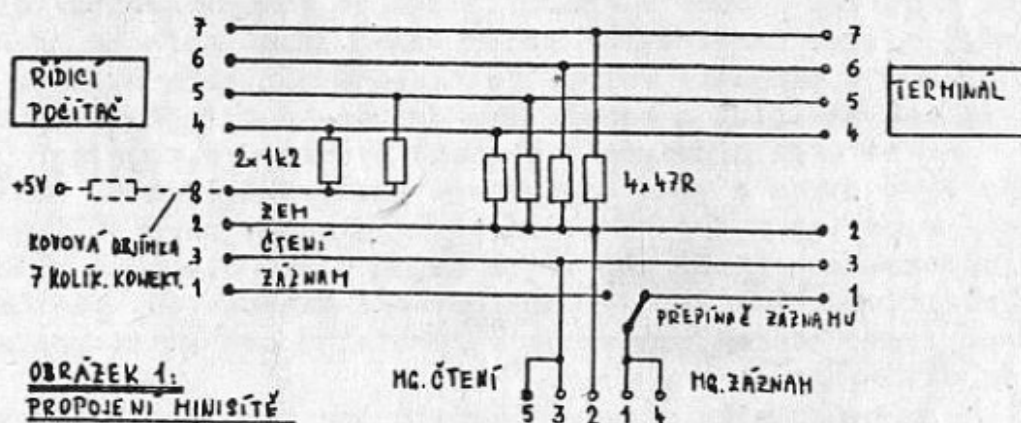 7 7
6 6
ŘÍDICÍ
POČÍTAČ
TERMINÁL
5 5
4 4
2x1k2
4x47R
+5V 8
ZEM
2 2
KOVOVÁ OBJÍMKA
7 KOLÍK. KONEKT.
ČTENÍ
3 3
ZÁZNAM
1 1
PŘEPÍNAČ ZÁZNAMU
OBRÁZEK 1:
PROPOJENÍ MINISÍTĚ
MG. ČTENÍ
MG. ZÁZNAM
5 3 2 1 4